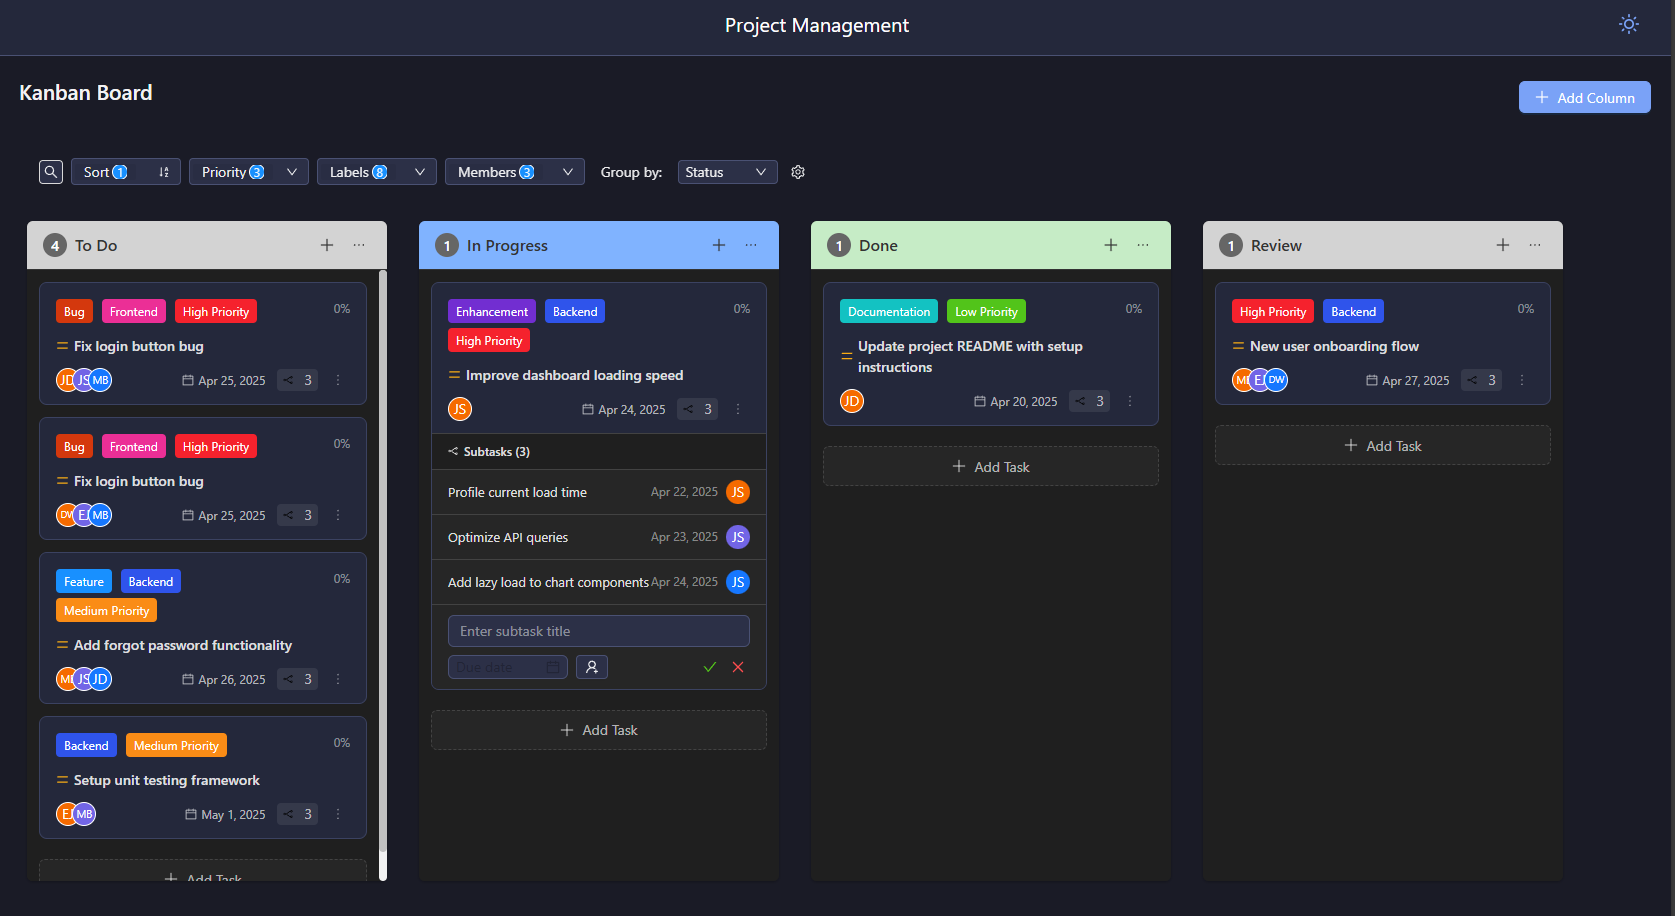 Project Management
Kanban Board
Add Column
Sort 1
Priority 3
Labels 8
Members 3
Group by:
Status
4 To Do
Bug Frontend High Priority 0%
Fix login button bug
JD JS MB Apr 25, 2025 3
Bug Frontend High Priority 0%
Fix login button bug
DW EJ MB Apr 25, 2025 3
Feature Backend 0%
Medium Priority
Add forgot password functionality
JS JD Apr 26, 2025 3
Backend Medium Priority 0%
Setup unit testing framework
EJ MB May 1, 2025 3
Add Task
1 In Progress
Enhancement Backend 0%
High Priority
Improve dashboard loading speed
JS Apr 24, 2025 3
Subtasks (3)
Profile current load time Apr 22, 2025 JS
Optimize API queries Apr 23, 2025 JS
Add lazy load to chart components Apr 24, 2025 JS
Enter subtask title
Due date
Add Task
1 Done
Documentation Low Priority 0%
Update project README with setup
instructions
JD Apr 20, 2025 3
Add Task
1 Review
High Priority Backend 0%
New user onboarding flow
EJ DW Apr 27, 2025 3
Add Task